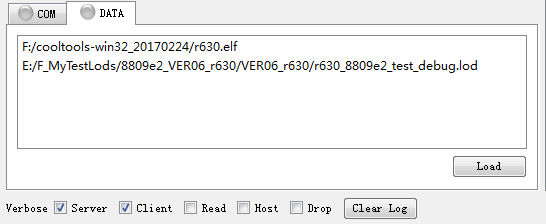 COM DATA
F:/cooltools-win32_20170224/r630.elf
E:/F_MyTestLods/8809e2_VER06_r630/VER06_r630/r630_8809e2_test_debug.lod
Load
Verbose Server Client Read Host Drop Clear Log